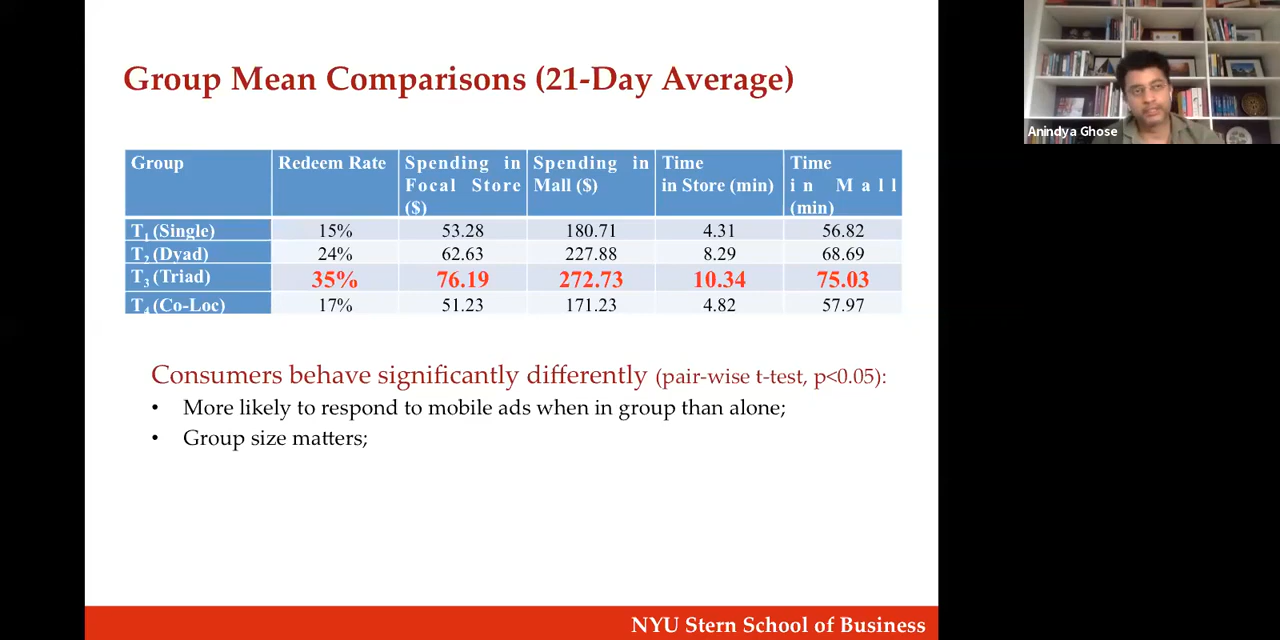 Group Mean Comparisons (21-Day Average)
Anindya Ghose
Group Redeem Rate Spending in Focal Store ($) Spending in Mall ($) Time in Store (min) Time in Mall (min)
T1 (Single) 15% 53.28 180.71 4.31 56.82
T2 (Dyad) 24% 62.63 227.88 8.29 68.69
T3 (Triad) 35% 76.19 272.73 10.34 75.03
T4 (Co-Loc) 17% 51.23 171.23 4.82 57.97
Consumers behave significantly differently (pair-wise t-test, p<0.05):
• More likely to respond to mobile ads when in group than alone;
• Group size matters;
NYU Stern School of Business